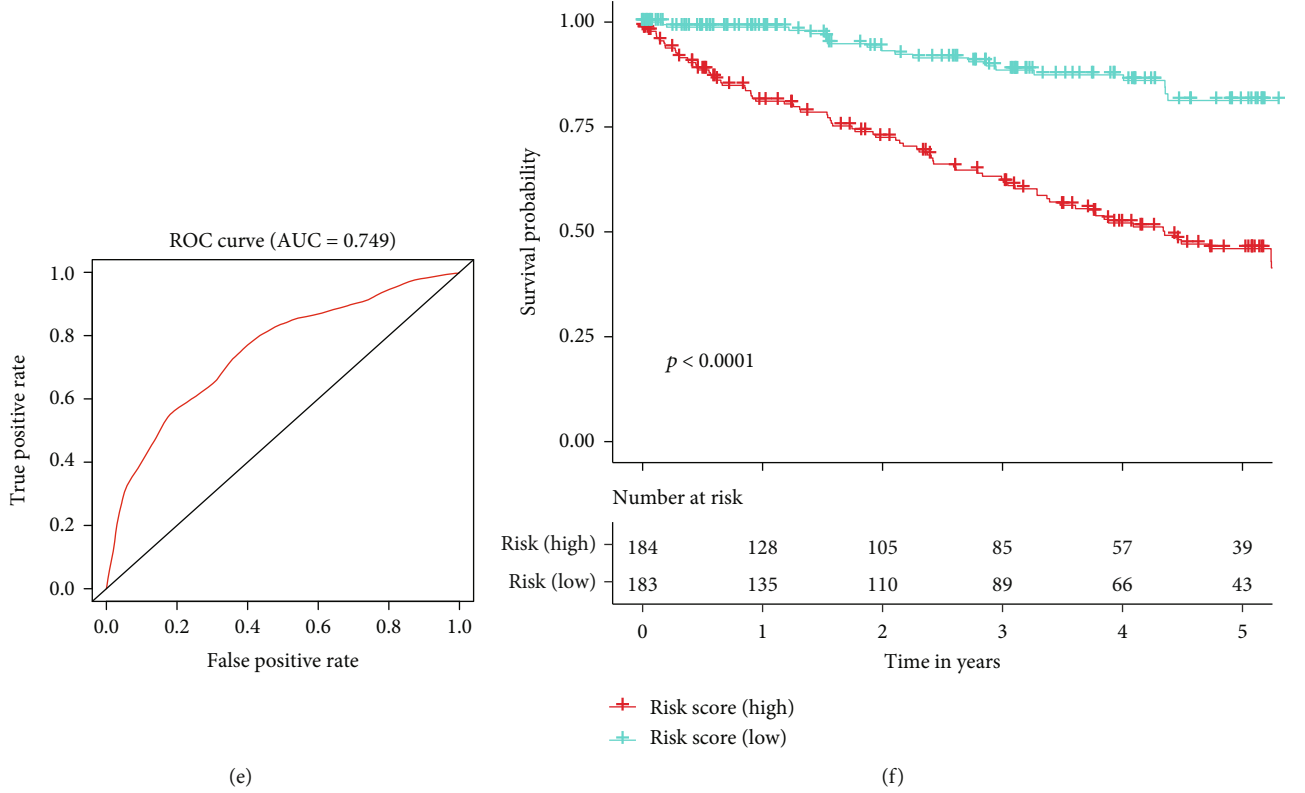 ROC curve (AUC = 0.749)
True positive rate
1.0
0.8
0.6
0.4
0.2
0.0
0.0 0.2 0.4 0.6 0.8 1.0
False positive rate
(e)
Survival probability
1.00
0.75
0.50
0.25
0.00
p < 0.0001
Number at risk
Risk (high) 184 128 105 85 57 39
Risk (low) 183 135 110 89 66 43
0 1 2 3 4 5
Time in years
Risk score (high)
Risk score (low)
(f)